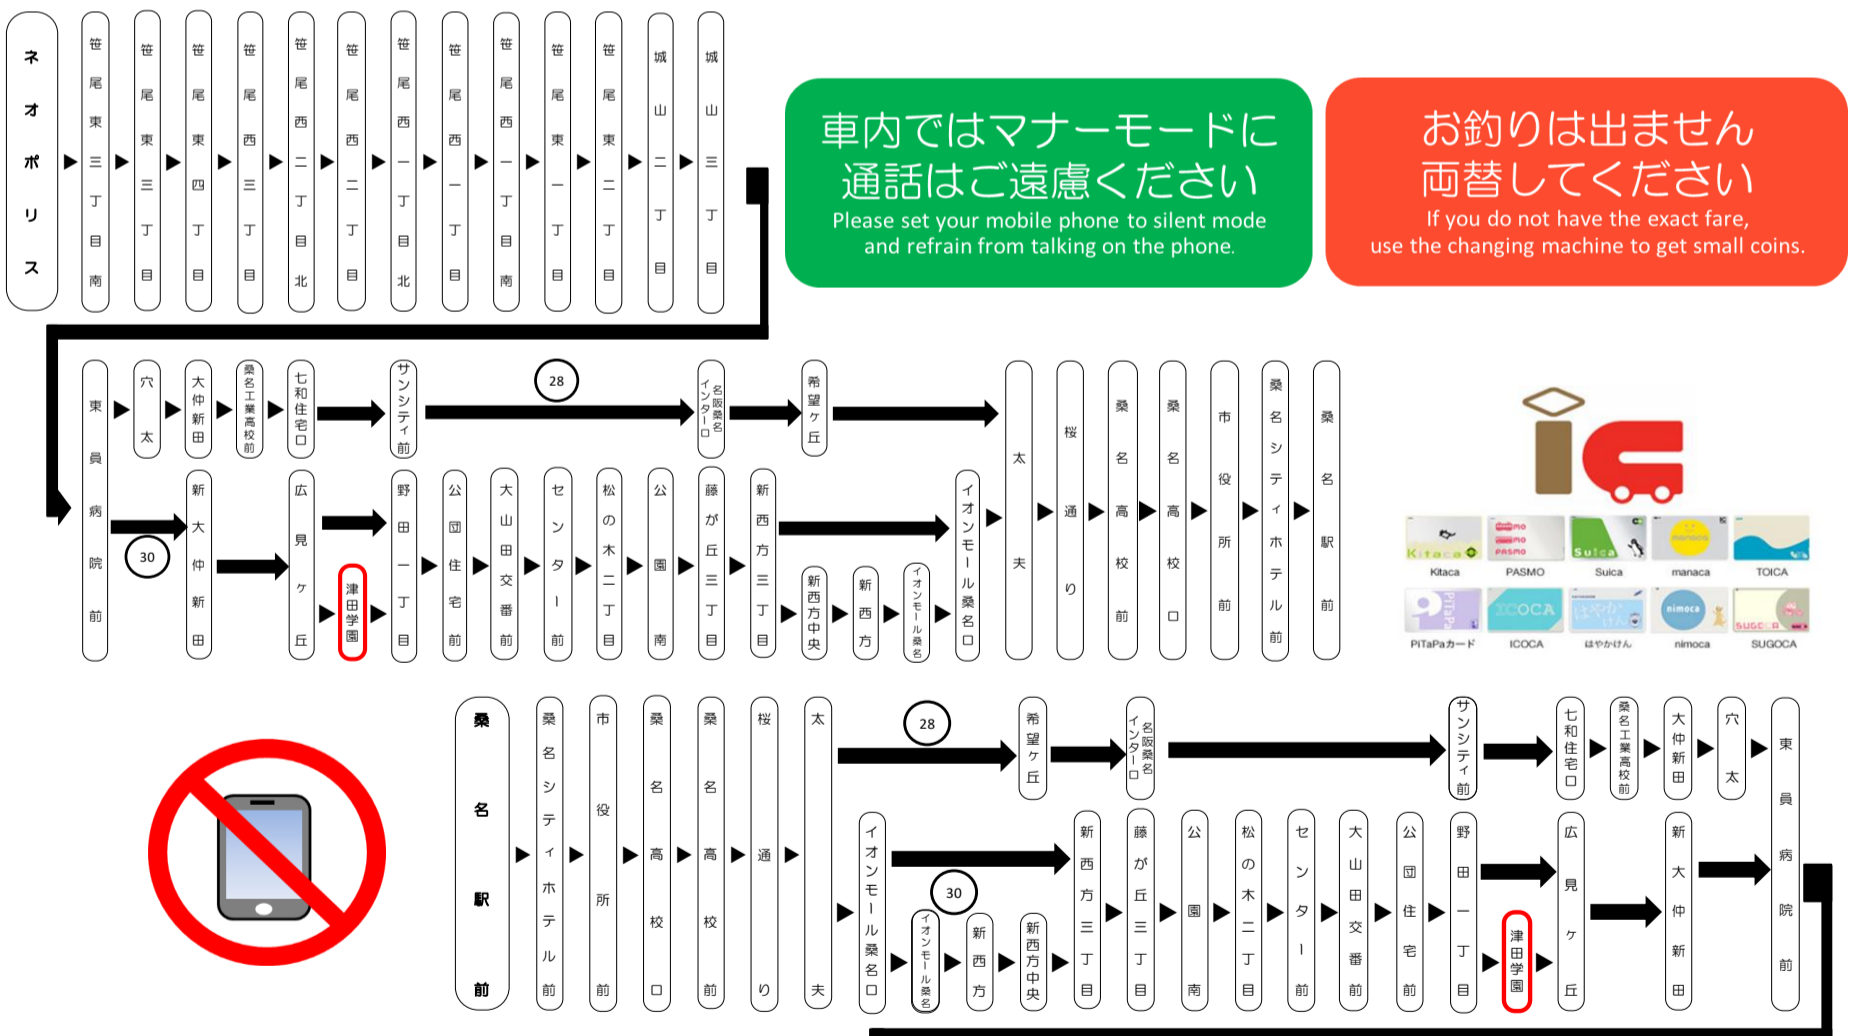 ネオポリス
笹尾東三丁目南
笹尾東三丁目
笹尾東四丁目
笹尾西三丁目
笹尾西二丁目北
笹尾西二丁目
笹尾西一丁目北
笹尾西一丁目
笹尾西一丁目南
笹尾東一丁目
笹尾東二丁目
城山二丁目
城山三丁目
車内ではマナーモードに
通話はご遠慮ください
Please set your mobile phone to silent mode
and refrain from talking on the phone.
お釣りは出ません
両替してください
If you do not have the exact fare,
use the changing machine to get small coins.
東員病院前
穴太
大仲新田
桑名工業高校前
七和住宅口
サンシティ前
28
名阪桑名
インター口
希望ヶ丘
30
新大仲新田
広見ヶ丘
津田学園
野田一丁目
公団住宅前
大山田交番前
センター前
松の木二丁目
公園南
藤が丘三丁目
新西方三丁目
新西方中央
新西方
イオンモール桑名
イオンモール桑名口
太夫
桜通り
桑名高校前
桑名高校口
市役所前
桑名シティホテル前
桑名駅前
Kitaca
PASMO
Suica
manaca
TOICA
PiTaPaカード
ICOCA
はやかけん
nimoca
SUGOCA
桑名駅前
桑名シティホテル前
市役所前
桑名高校口
桑名高校前
桜通り
太夫
28
希望ヶ丘
名阪桑名
インター口
サンシティ前
七和住宅口
桑名工業高校前
大仲新田
穴太
東員病院前
イオンモール桑名口
30
イオンモール桑名
新西方
新西方中央
新西方三丁目
藤が丘三丁目
公園南
松の木二丁目
センター前
大山田交番前
公団住宅前
野田一丁目
津田学園
広見ヶ丘
新大仲新田